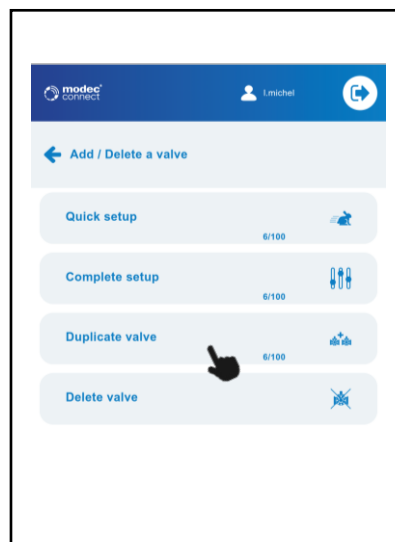 modec
connect
l.michel
Add / Delete a valve
Quick setup
6/100
Complete setup
6/100
Duplicate valve
6/100
Delete valve